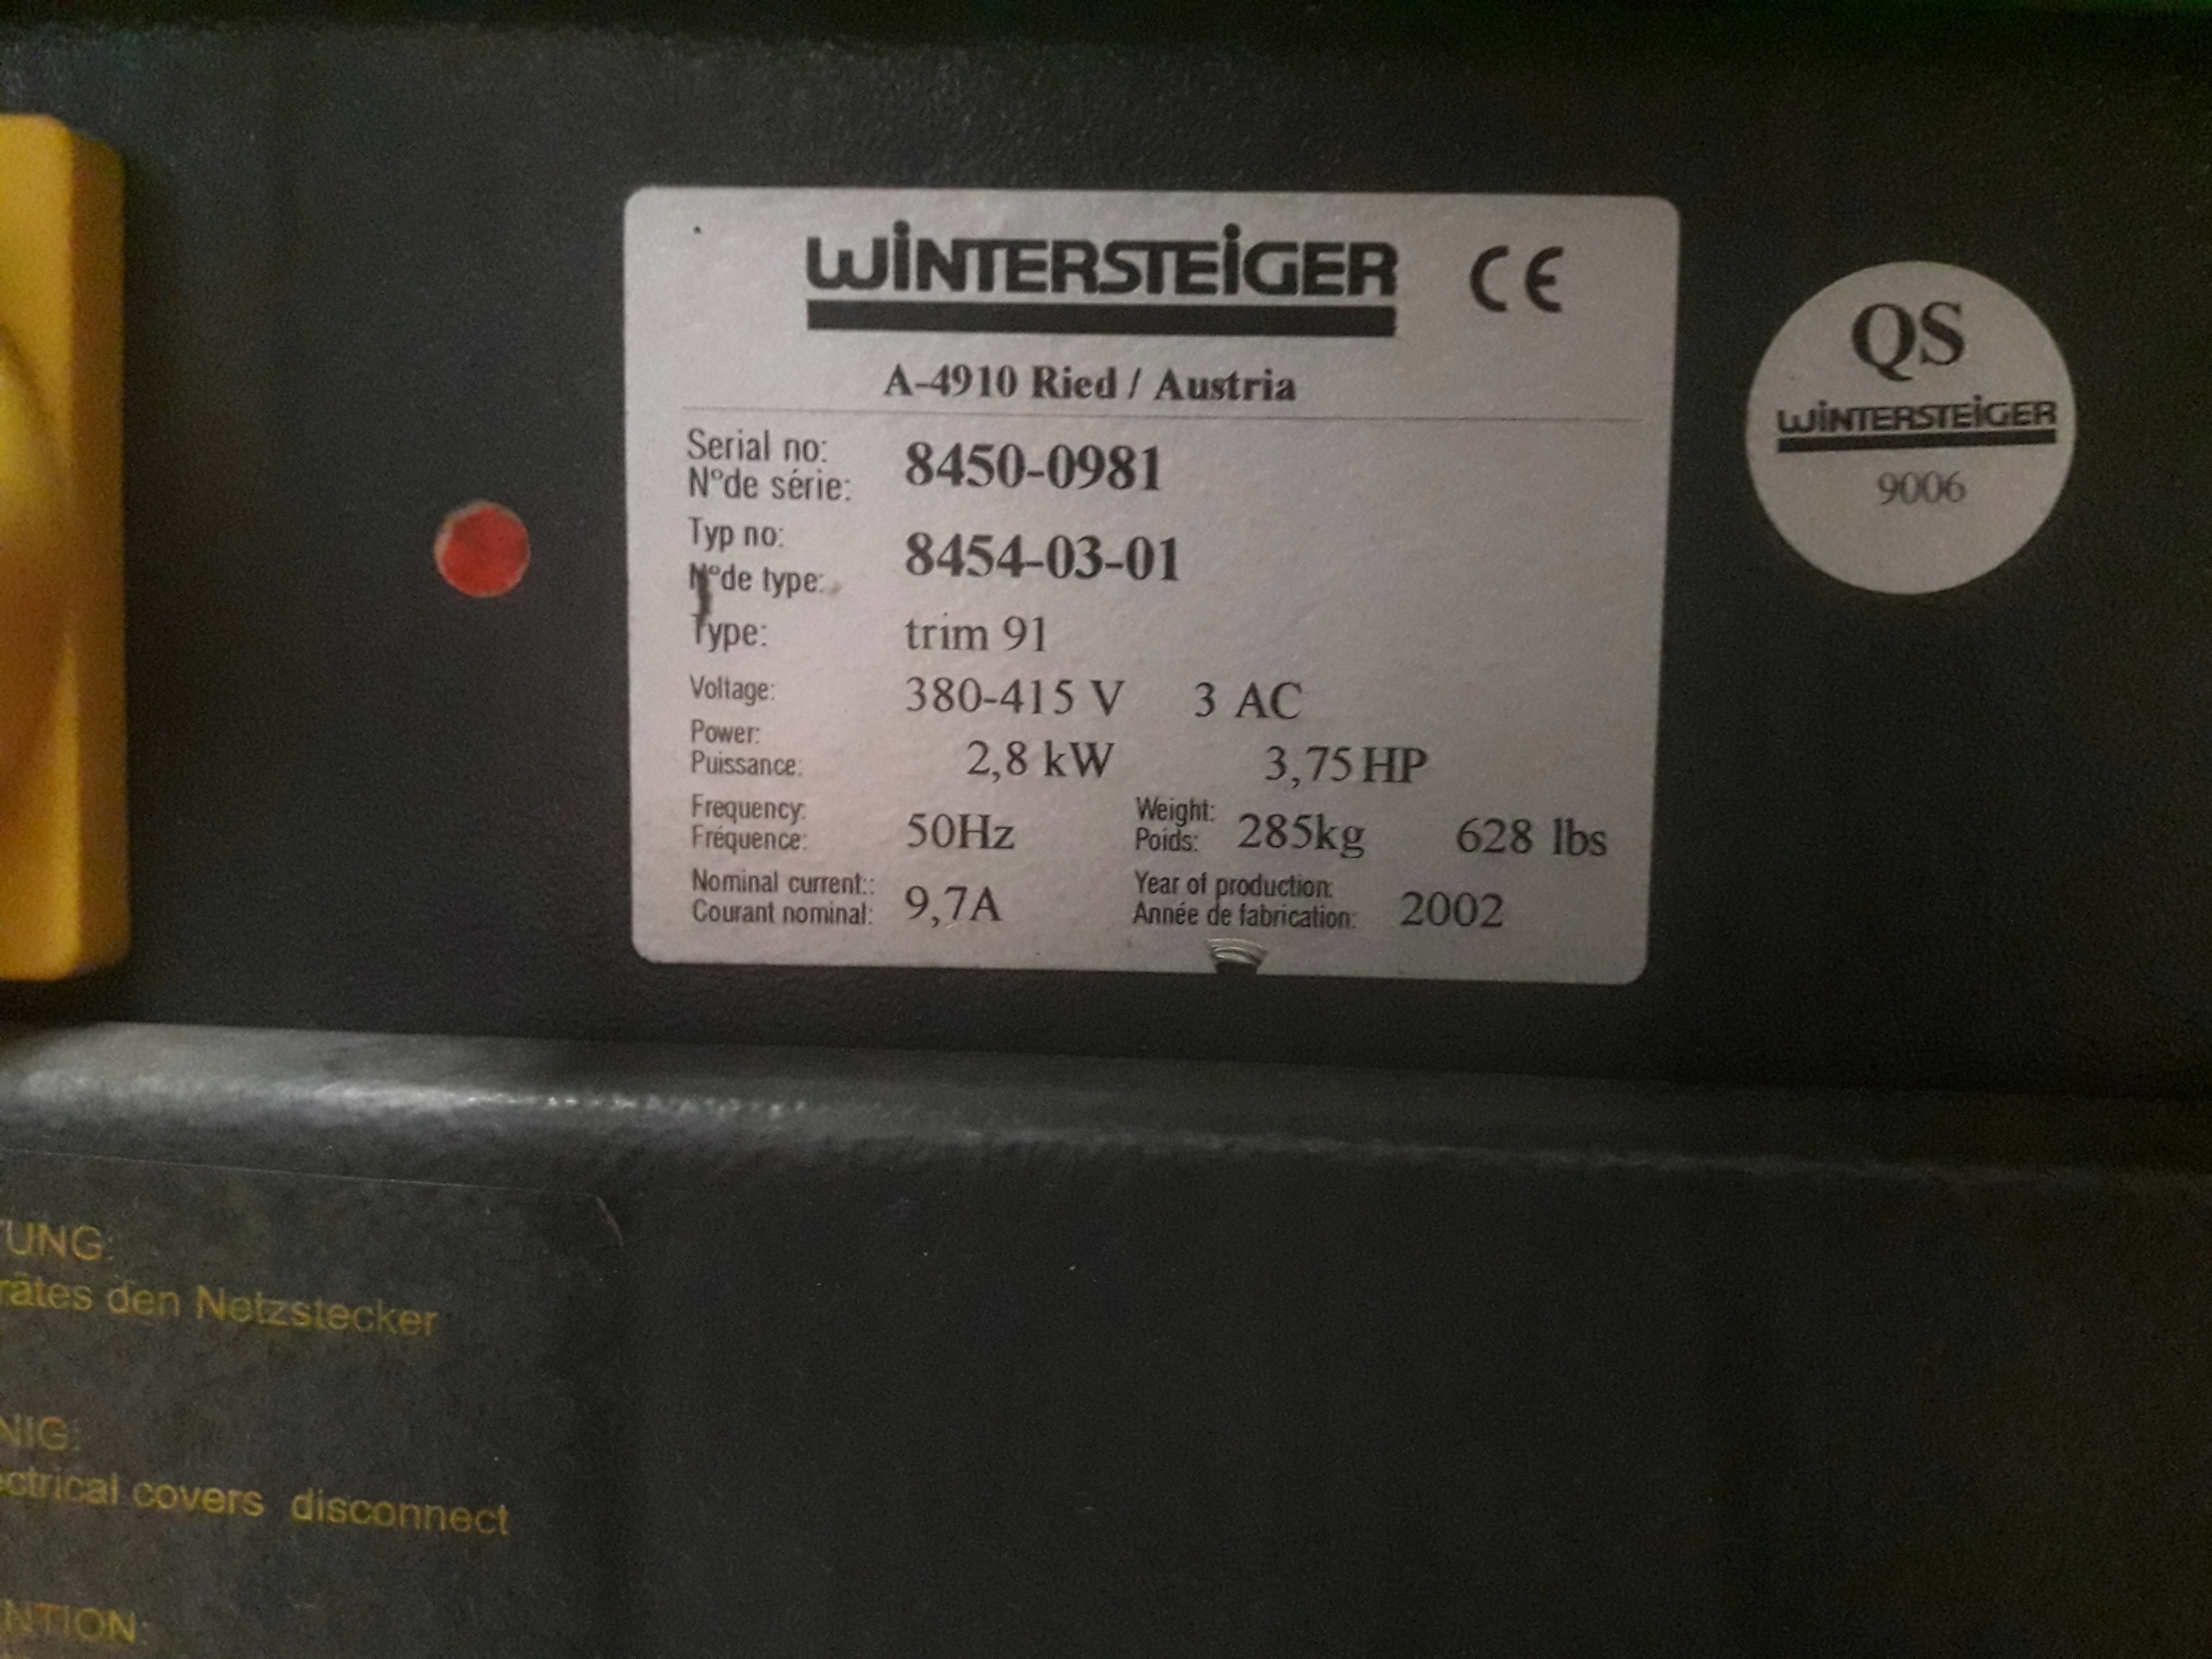 WINTERSTEIGER CE
A-4910 Ried / Austria
Serial no:
N°de série: 8450-0981
Typ no:
N°de type: 8454-03-01
Type: trim 91
Voltage: 380-415 V 3 AC
Power:
Puissance: 2,8 kW 3,75 HP
Frequency:
Fréquence: 50Hz
Weight:
Poids: 285kg 628 lbs
Nominal current::
Courant nominal: 9,7A
Year of production:
Année de fabrication: 2002
QS
WINTERSTEIGER
9006
TUNG:
rätes den Netzstecker
NIG:
ectrical covers disconnect
NTION: